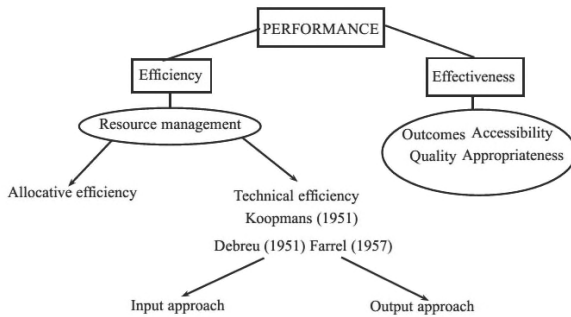 PERFORMANCE
Efficiency
Effectiveness
Resource management
Outcomes Accessibility
Quality Appropriateness
Allocative efficiency
Technical efficiency
Koopmans (1951)
Debreu (1951) Farrel (1957)
Input approach
Output approach